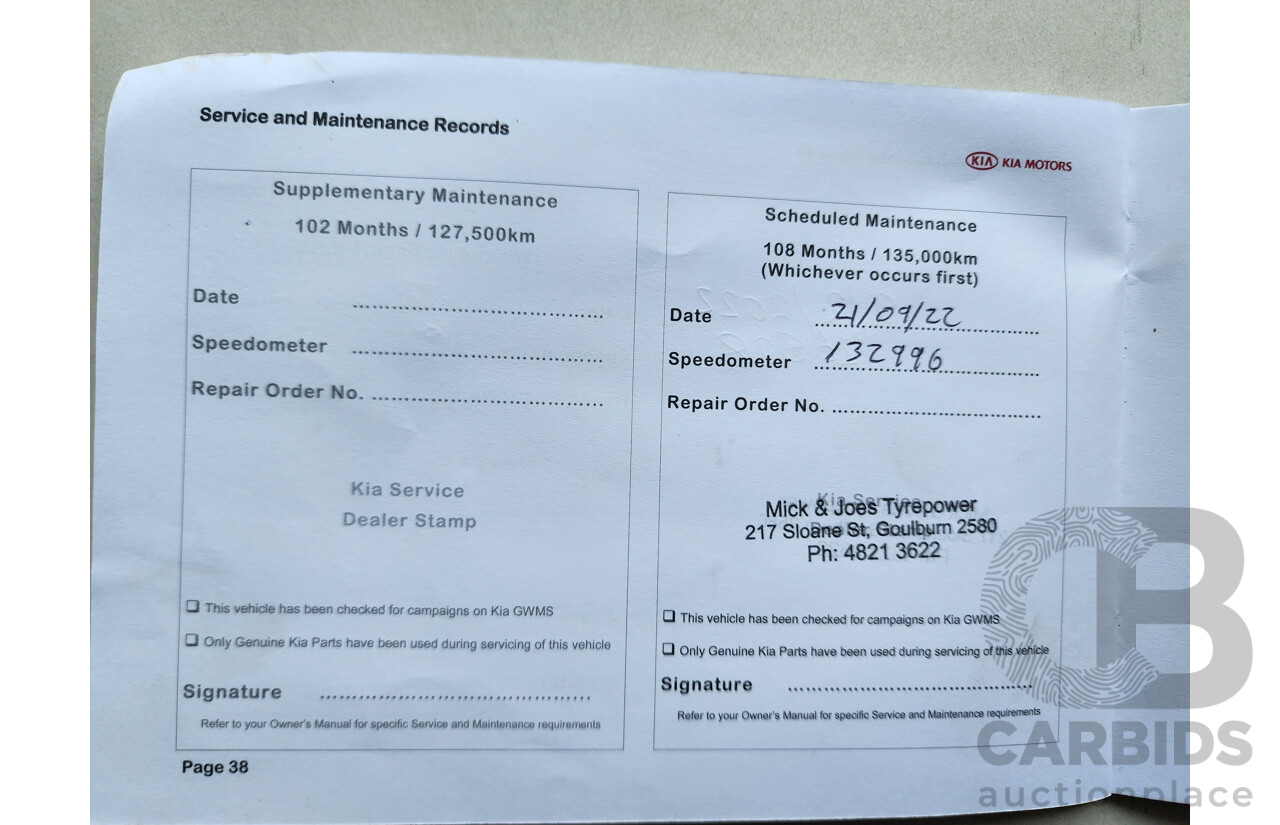 Service and Maintenance Records
KIA KIA MOTORS
Supplementary Maintenance
102 Months / 127,500km
Date ......................................
Speedometer ......................................
Repair Order No. ...................................
Kia Service
Dealer Stamp
❑ This vehicle has been checked for campaigns on Kia GWMS
❑ Only Genuine Kia Parts have been used during servicing of this vehicle
Signature .........................................
Refer to your Owner's Manual for specific Service and Maintenance requirements
Scheduled Maintenance
108 Months / 135,000km
(Whichever occurs first)
Date 21/09/22
Speedometer 132996
Repair Order No. ....................................
Kia Service
Mick & Joes Tyrepower
217 Sloane St, Goulburn 2580
Ph: 4821 3622
❑ This vehicle has been checked for campaigns on Kia GWMS
❑ Only Genuine Kia Parts have been used during servicing of this vehicle
Signature .....................................
Refer to your Owner's Manual for specific Service and Maintenance requirements
Page 38
CB
CARBIDS
auctionplace